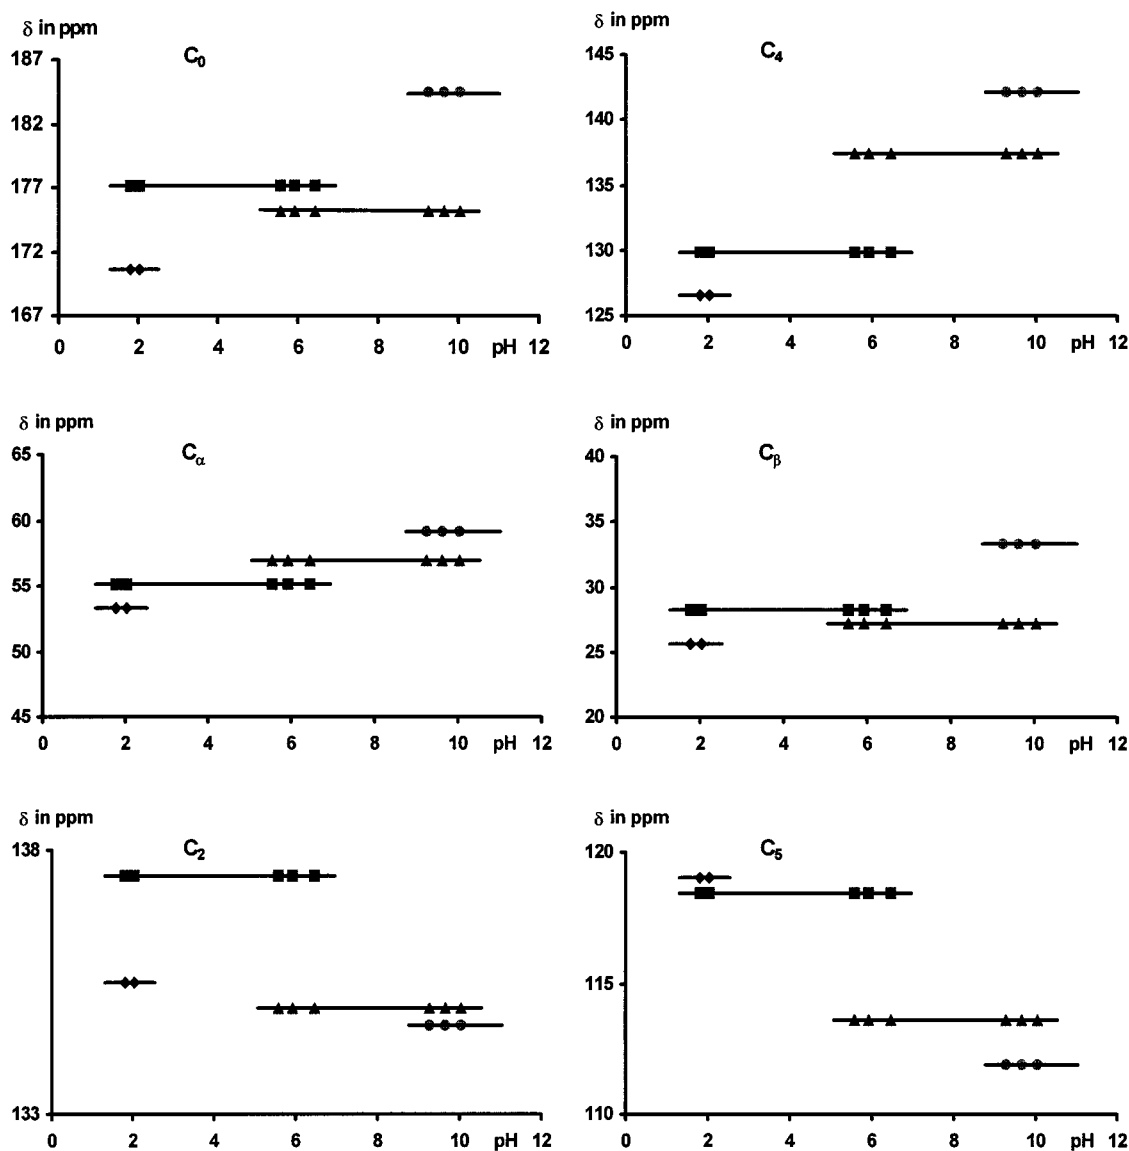 δ in ppm
C₀
187
182
177
172
167
0 2 4 6 8 10 pH 12
δ in ppm
C₄
145
140
135
130
125
0 2 4 6 8 10 pH 12
δ in ppm
Cα
65
60
55
50
45
0 2 4 6 8 10 pH 12
δ in ppm
Cβ
40
35
30
25
20
0 2 4 6 8 10 pH 12
δ in ppm
C₂
138
133
0 2 4 6 8 10 pH 12
δ in ppm
C₅
120
115
110
0 2 4 6 8 10 pH 12